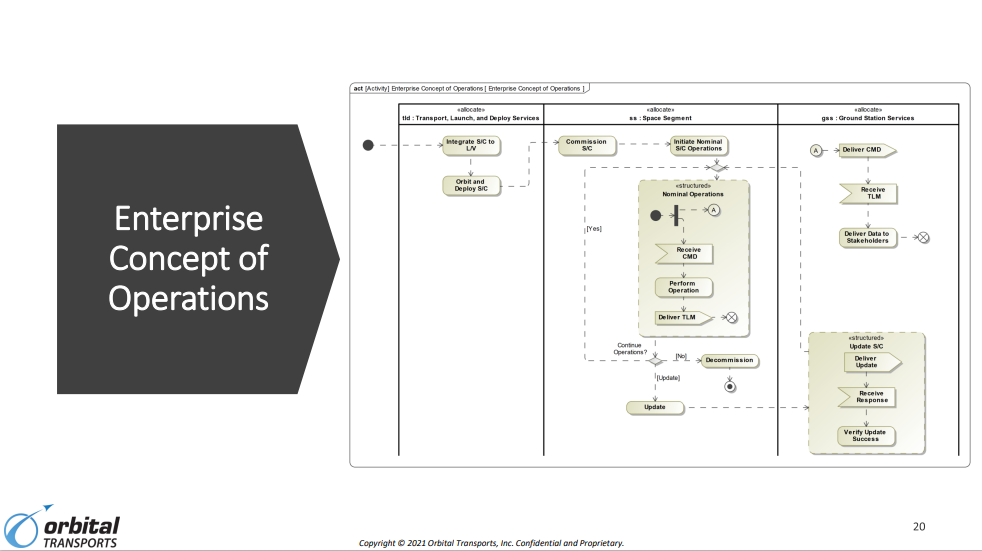 Enterprise
Concept of
Operations
act [Activity] Enterprise Concept of Operations [ Enterprise Concept of Operations ]
«allocate»
tld : Transport, Launch, and Deploy Services
«allocate»
ss : Space Segment
«allocate»
gss : Ground Station Services
Integrate S/C to
L/V
Orbit and
Deploy S/C
Commission
S/C
Initiate Nominal
S/C Operations
«structured»
Nominal Operations
A
Receive
CMD
Perform
Operation
Deliver TLM
[Yes]
Continue
Operations?
[No]
Decommission
[Update]
Update
A
Deliver CMD
Receive
TLM
Deliver Data to
Stakeholders
«structured»
Update S/C
Deliver
Update
Receive
Response
Verify Update
Success
orbital
TRANSPORTS
Copyright © 2021 Orbital Transports, Inc. Confidential and Proprietary.
20